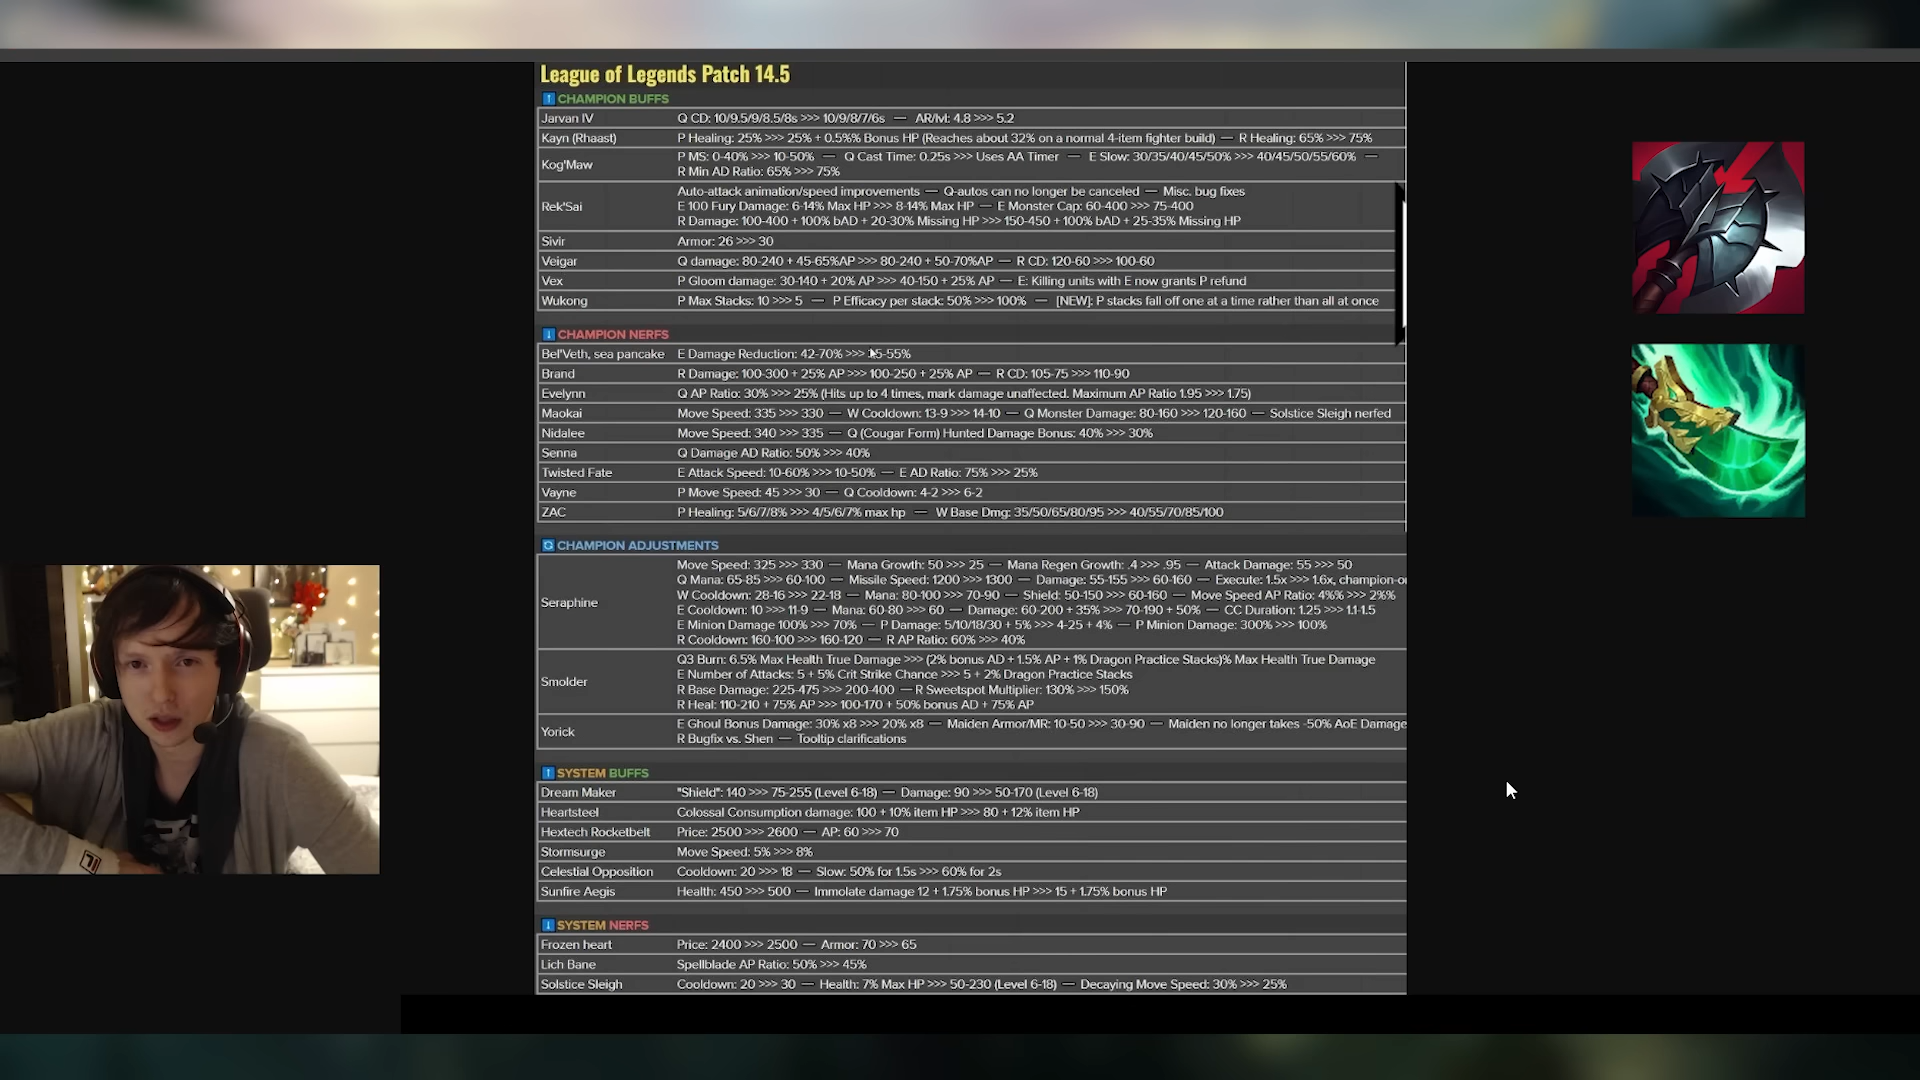 League of Legends Patch 14.5
CHAMPION BUFFS
Jarvan IV Q CD: 10/9.5/9/8.5/8s >>> 10/9/8/7/6s — AR/lvl: 4.8 >>> 5.2
Kayn (Rhaast) P Healing: 25% >>> 25% + 0.5%% Bonus HP (Reaches about 32% on a normal 4-item fighter build) — R Healing: 65% >>> 75%
Kog'Maw P MS: 0-40% >>> 10-50% — Q Cast Time: 0.25s >>> Uses AA Timer — E Slow: 30/35/40/45/50% >>> 40/45/50/55/60% —
R Min AD Ratio: 65% >>> 75%
Rek'Sai Auto-attack animation/speed improvements — Q-autos can no longer be canceled — Misc. bug fixes
E 100 Fury Damage: 6-14% Max HP >>> 8-14% Max HP — E Monster Cap: 60-400 >>> 75-400
R Damage: 100-400 + 100% bAD + 20-30% Missing HP >>> 150-450 + 100% bAD + 25-35% Missing HP
Sivir Armor: 26 >>> 30
Veigar Q damage: 80-240 + 45-65%AP >>> 80-240 + 50-70%AP — R CD: 120-60 >>> 100-60
Vex P Gloom damage: 30-140 + 20% AP >>> 40-150 + 25% AP — E: Killing units with E now grants P refund
Wukong P Max Stacks: 10 >>> 5 — P Efficacy per stack: 50% >>> 100% — [NEW]: P stacks fall off one at a time rather than all at once
CHAMPION NERFS
Bel'Veth, sea pancake E Damage Reduction: 42-70% >>> 5-55%
Brand R Damage: 100-300 + 25% AP >>> 100-250 + 25% AP — R CD: 105-75 >>> 110-90
Evelynn Q AP Ratio: 30% >>> 25% (Hits up to 4 times, mark damage unaffected. Maximum AP Ratio 1.95 >>> 1.75)
Maokai Move Speed: 335 >>> 330 — W Cooldown: 13-9 >>> 14-10 — Q Monster Damage: 80-160 >>> 120-160 — Solstice Sleigh nerfed
Nidalee Move Speed: 340 >>> 335 — Q (Cougar Form) Hunted Damage Bonus: 40% >>> 30%
Senna Q Damage AD Ratio: 50% >>> 40%
Twisted Fate E Attack Speed: 10-60% >>> 10-50% — E AD Ratio: 75% >>> 25%
Vayne P Move Speed: 45 >>> 30 — Q Cooldown: 4-2 >>> 6-2
ZAC P Healing: 5/6/7/8% >>> 4/5/6/7% max hp — W Base Dmg: 35/50/65/80/95 >>> 40/55/70/85/100
CHAMPION ADJUSTMENTS
Seraphine Move Speed: 325 >>> 330 — Mana Growth: 50 >>> 25 — Mana Regen Growth: .4 >>> .95 — Attack Damage: 55 >>> 50
Q Mana: 65-85 >>> 60-100 — Missile Speed: 1200 >>> 1300 — Damage: 55-155 >>> 60-160 — Execute: 1.5x >>> 1.6x, champion-o
W Cooldown: 28-16 >>> 22-18 — Mana: 80-100 >>> 70-90 — Shield: 50-150 >>> 60-160 — Move Speed AP Ratio: 4%% >>> 2%%
E Cooldown: 10 >>> 11-9 — Mana: 60-80 >>> 60 — Damage: 60-200 + 35% >>> 70-190 + 50% — CC Duration: 1.25 >>> 1.1-1.5
E Minion Damage 100% >>> 70% — P Damage: 5/10/18/30 + 5% >>> 4-25 + 4% — P Minion Damage: 300% >>> 100%
R Cooldown: 160-100 >>> 160-120 — R AP Ratio: 60% >>> 40%
Smolder Q3 Burn: 6.5% Max Health True Damage >>> (2% bonus AD + 1.5% AP + 1% Dragon Practice Stacks)% Max Health True Damage
E Number of Attacks: 5 + 5% Crit Strike Chance >>> 5 + 2% Dragon Practice Stacks
R Base Damage: 225-475 >>> 200-400 — R Sweetspot Multiplier: 130% >>> 150%
R Heal: 110-210 + 75% AP >>> 100-170 + 50% bonus AD + 75% AP
Yorick E Ghoul Bonus Damage: 30% x8 >>> 20% x8 — Maiden Armor/MR: 10-50 >>> 30-90 — Maiden no longer takes -50% AoE Damage
R Bugfix vs. Shen — Tooltip clarifications
SYSTEM BUFFS
Dream Maker "Shield": 140 >>> 75-255 (Level 6-18) — Damage: 90 >>> 50-170 (Level 6-18)
Heartsteel Colossal Consumption damage: 100 + 10% item HP >>> 80 + 12% item HP
Hextech Rocketbelt Price: 2500 >>> 2600 — AP: 60 >>> 70
Stormsurge Move Speed: 5% >>> 8%
Celestial Opposition Cooldown: 20 >>> 18 — Slow: 50% for 1.5s >>> 60% for 2s
Sunfire Aegis Health: 450 >>> 500 — Immolate damage 12 + 1.75% bonus HP >>> 15 + 1.75% bonus HP
SYSTEM NERFS
Frozen heart Price: 2400 >>> 2500 — Armor: 70 >>> 65
Lich Bane Spellblade AP Ratio: 50% >>> 45%
Solstice Sleigh Cooldown: 20 >>> 30 — Health: 7% Max HP >>> 50-230 (Level 6-18) — Decaying Move Speed: 30% >>> 25%